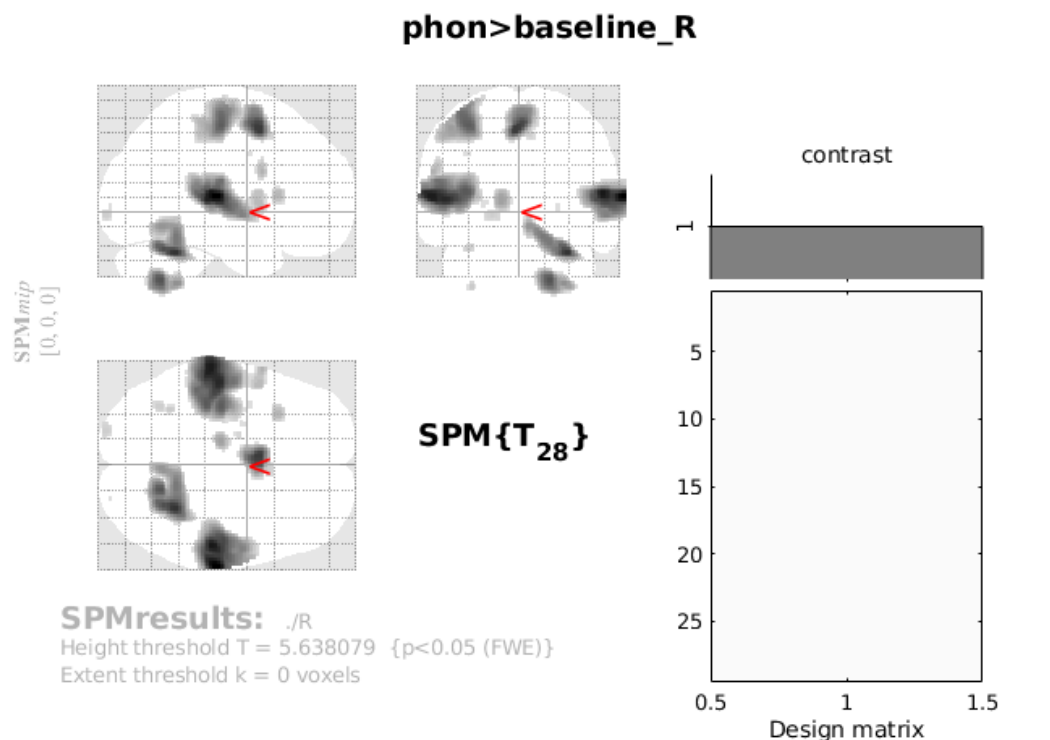 phon>baseline_R
contrast
1
SPMmip
[0, 0, 0]
<
<
<
SPM{T28}
5
10
15
20
25
0.5 1 1.5
Design matrix
SPMresults: ./R
Height threshold T = 5.638079 {p<0.05 (FWE)}
Extent threshold k = 0 voxels